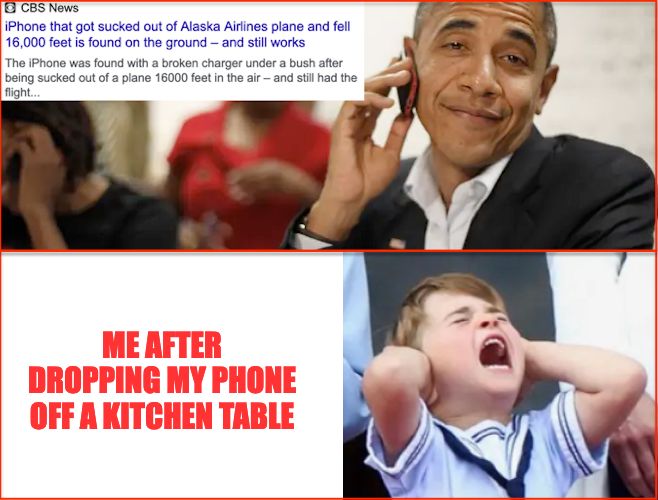 CBS News
iPhone that got sucked out of Alaska Airlines plane and fell
16,000 feet is found on the ground – and still works
The iPhone was found with a broken charger under a bush after
being sucked out of a plane 16000 feet in the air – and still had the
flight...
ME AFTER
DROPPING MY PHONE
OFF A KITCHEN TABLE